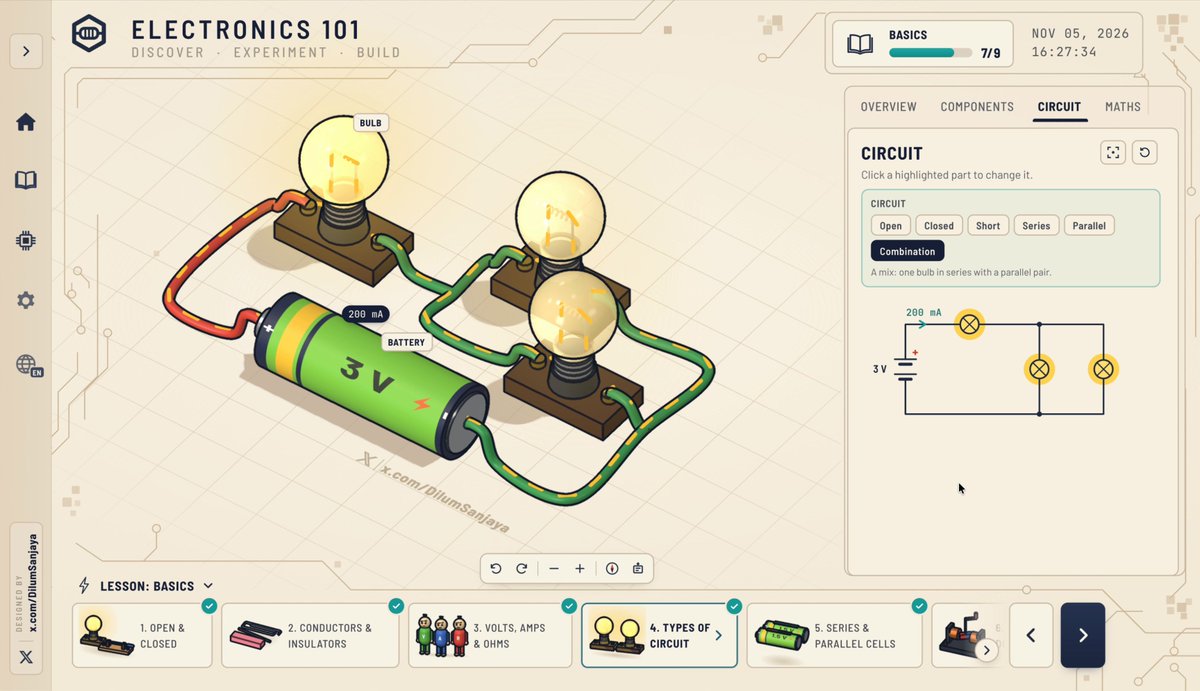 ELECTRONICS 101
DISCOVER · EXPERIMENT · BUILD
BASICS
7/9
NOV 05, 2026
16:27:34
OVERVIEW
COMPONENTS
CIRCUIT
MATHS
CIRCUIT
Click a highlighted part to change it.
CIRCUIT
Open
Closed
Short
Series
Parallel
Combination
A mix: one bulb in series with a parallel pair.
200 mA
+
3 V
BULB
200 mA
BATTERY
+
3 V
-
X x.com/DilumSanjaya
EN
DESIGNED BY
x.com/DilumSanjaya
X
LESSON: BASICS
1. OPEN &
CLOSED
2. CONDUCTORS &
INSULATORS
3. VOLTS, AMPS
& OHMS
4. TYPES OF
CIRCUIT
5. SERIES &
PARALLEL CELLS